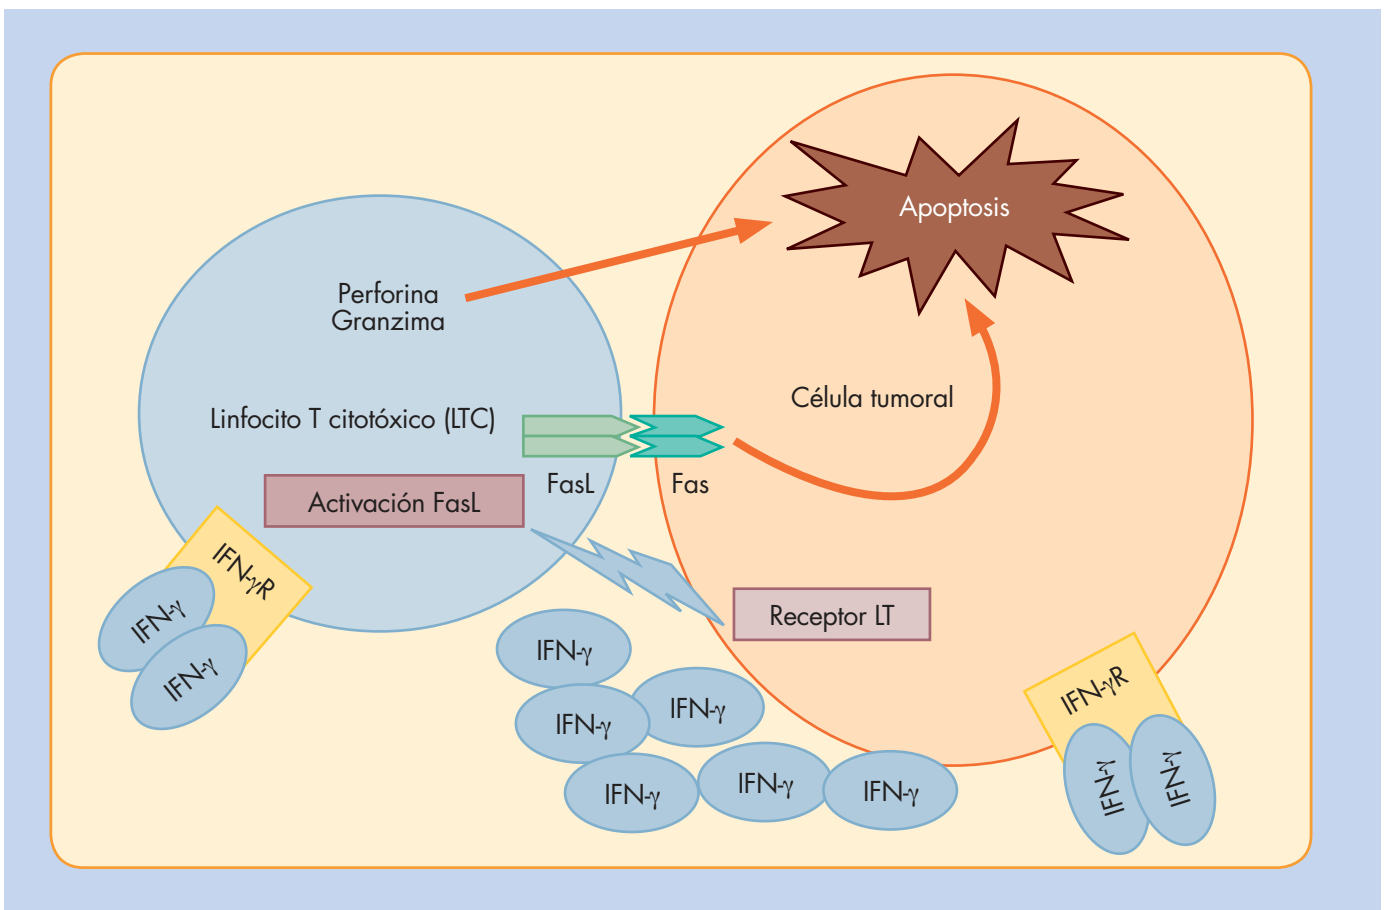 Apoptosis
Perforina
Granzima
Célula tumoral
Linfocito T citotóxico (LTC)
FasL
Fas
Activación FasL
IFN-γR
IFN-γ
IFN-γ
Receptor LT
IFN-γ
IFN-γ
IFN-γ
IFN-γ
IFN-γ
IFN-γ
IFN-γR
IFN-γ
IFN-γ